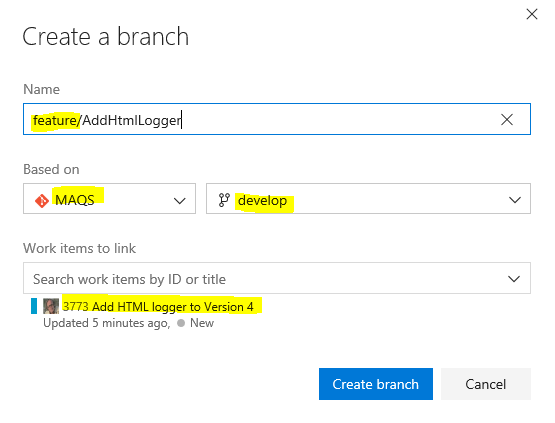 Create a branch
Name
feature/AddHtmlLogger
Based on
MAQS
develop
Work items to link
Search work items by ID or title
3773 Add HTML logger to Version 4
Updated 5 minutes ago, New
Create branch
Cancel